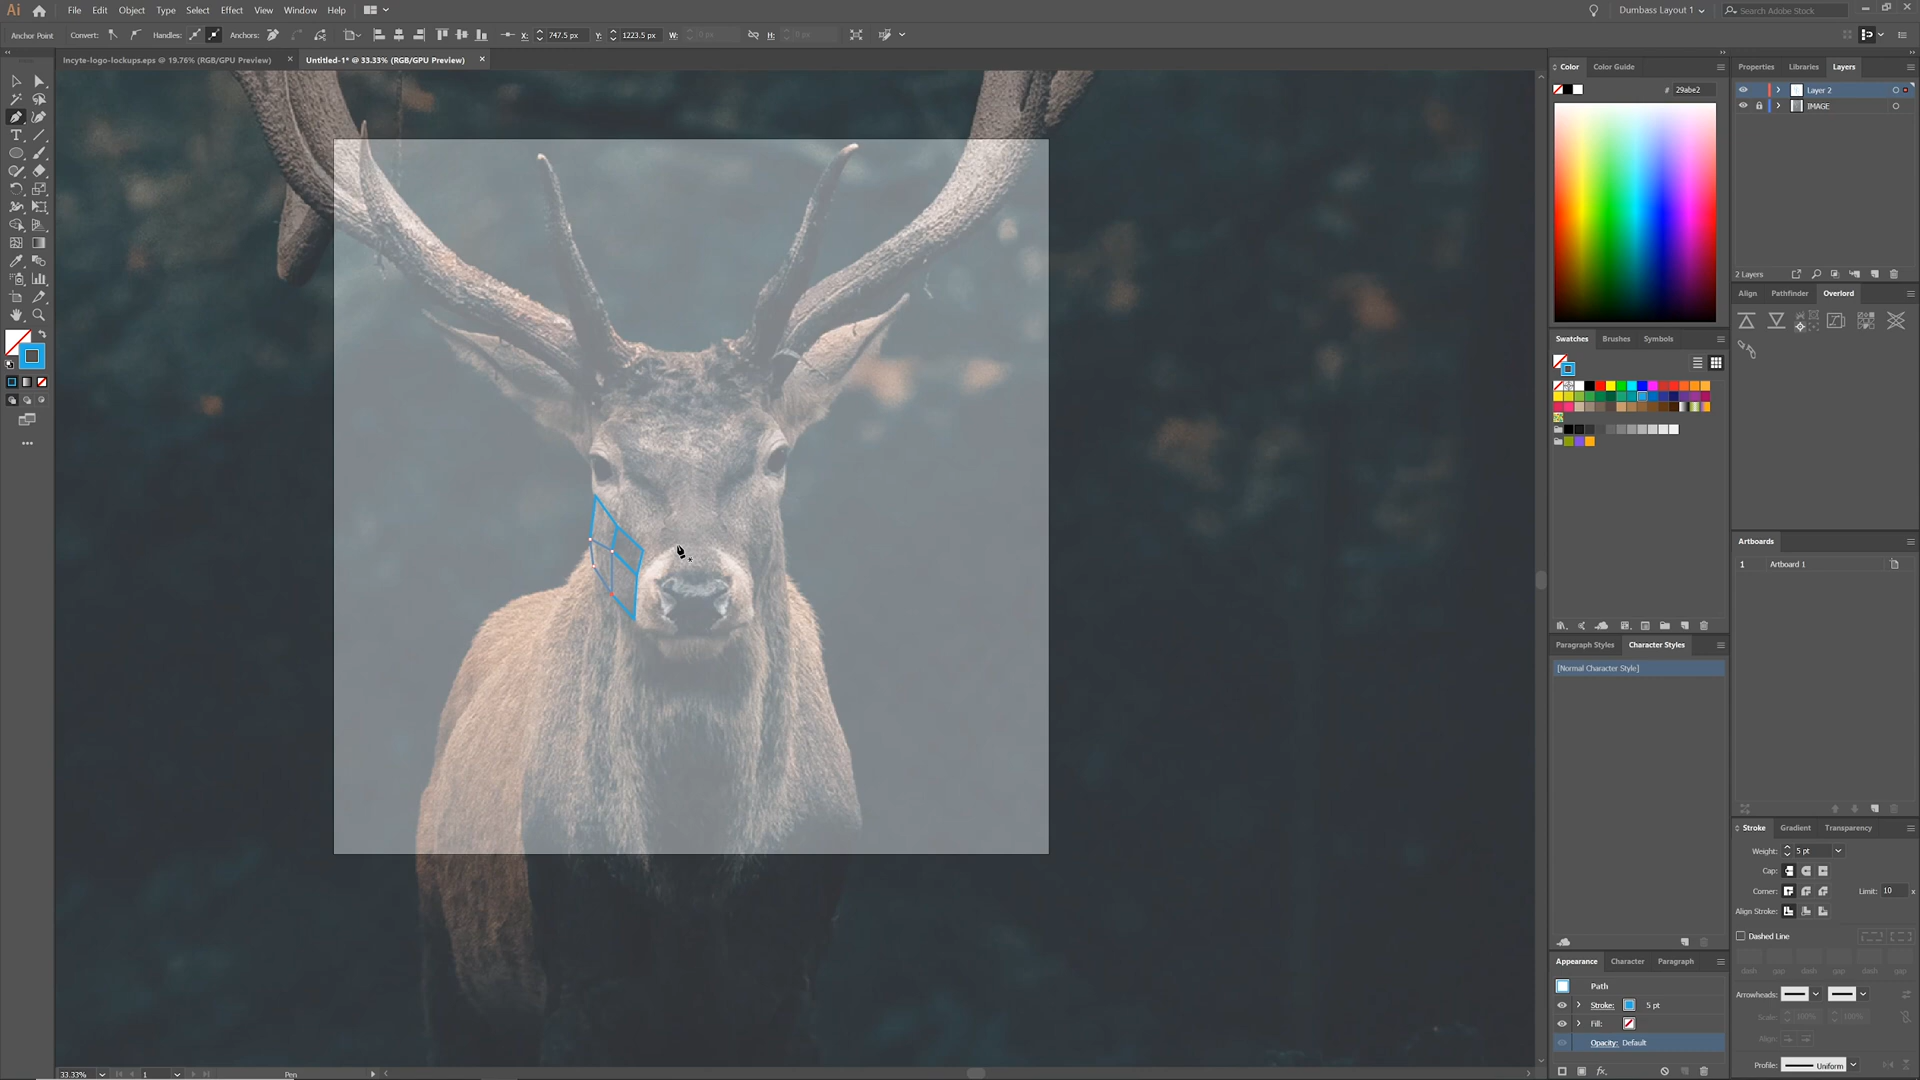 Ai File Edit Object Type Select Effect View Window Help Dumbass Layout 1 Search Adobe Stock
Anchor Point Convert: Handles: Anchors: X: 747.5 px Y: 1223.5 px W: 0 px H: 0 px
Incyte-logo-lockups.eps @ 19.76% (RGB/GPU Preview) Untitled-1* @ 33.33% (RGB/GPU Preview)
Color Color Guide Properties Libraries Layers
# 29abe2 Layer 2
IMAGE
2 Layers
Align Pathfinder Overlord
Swatches Brushes Symbols
Artboards
1 Artboard 1
Paragraph Styles Character Styles
[Normal Character Style]
Stroke Gradient Transparency
Weight: 5 pt
Cap:
Corner: Limit: 10 x
Align Stroke:
Dashed Line
dash gap dash gap dash gap
Appearance Character Paragraph
Path
Arrowheads:
Stroke: 5 pt
Scale: 100% 100%
Fill:
Align:
Opacity: Default
Profile: Uniform
33.33% 1 Pen